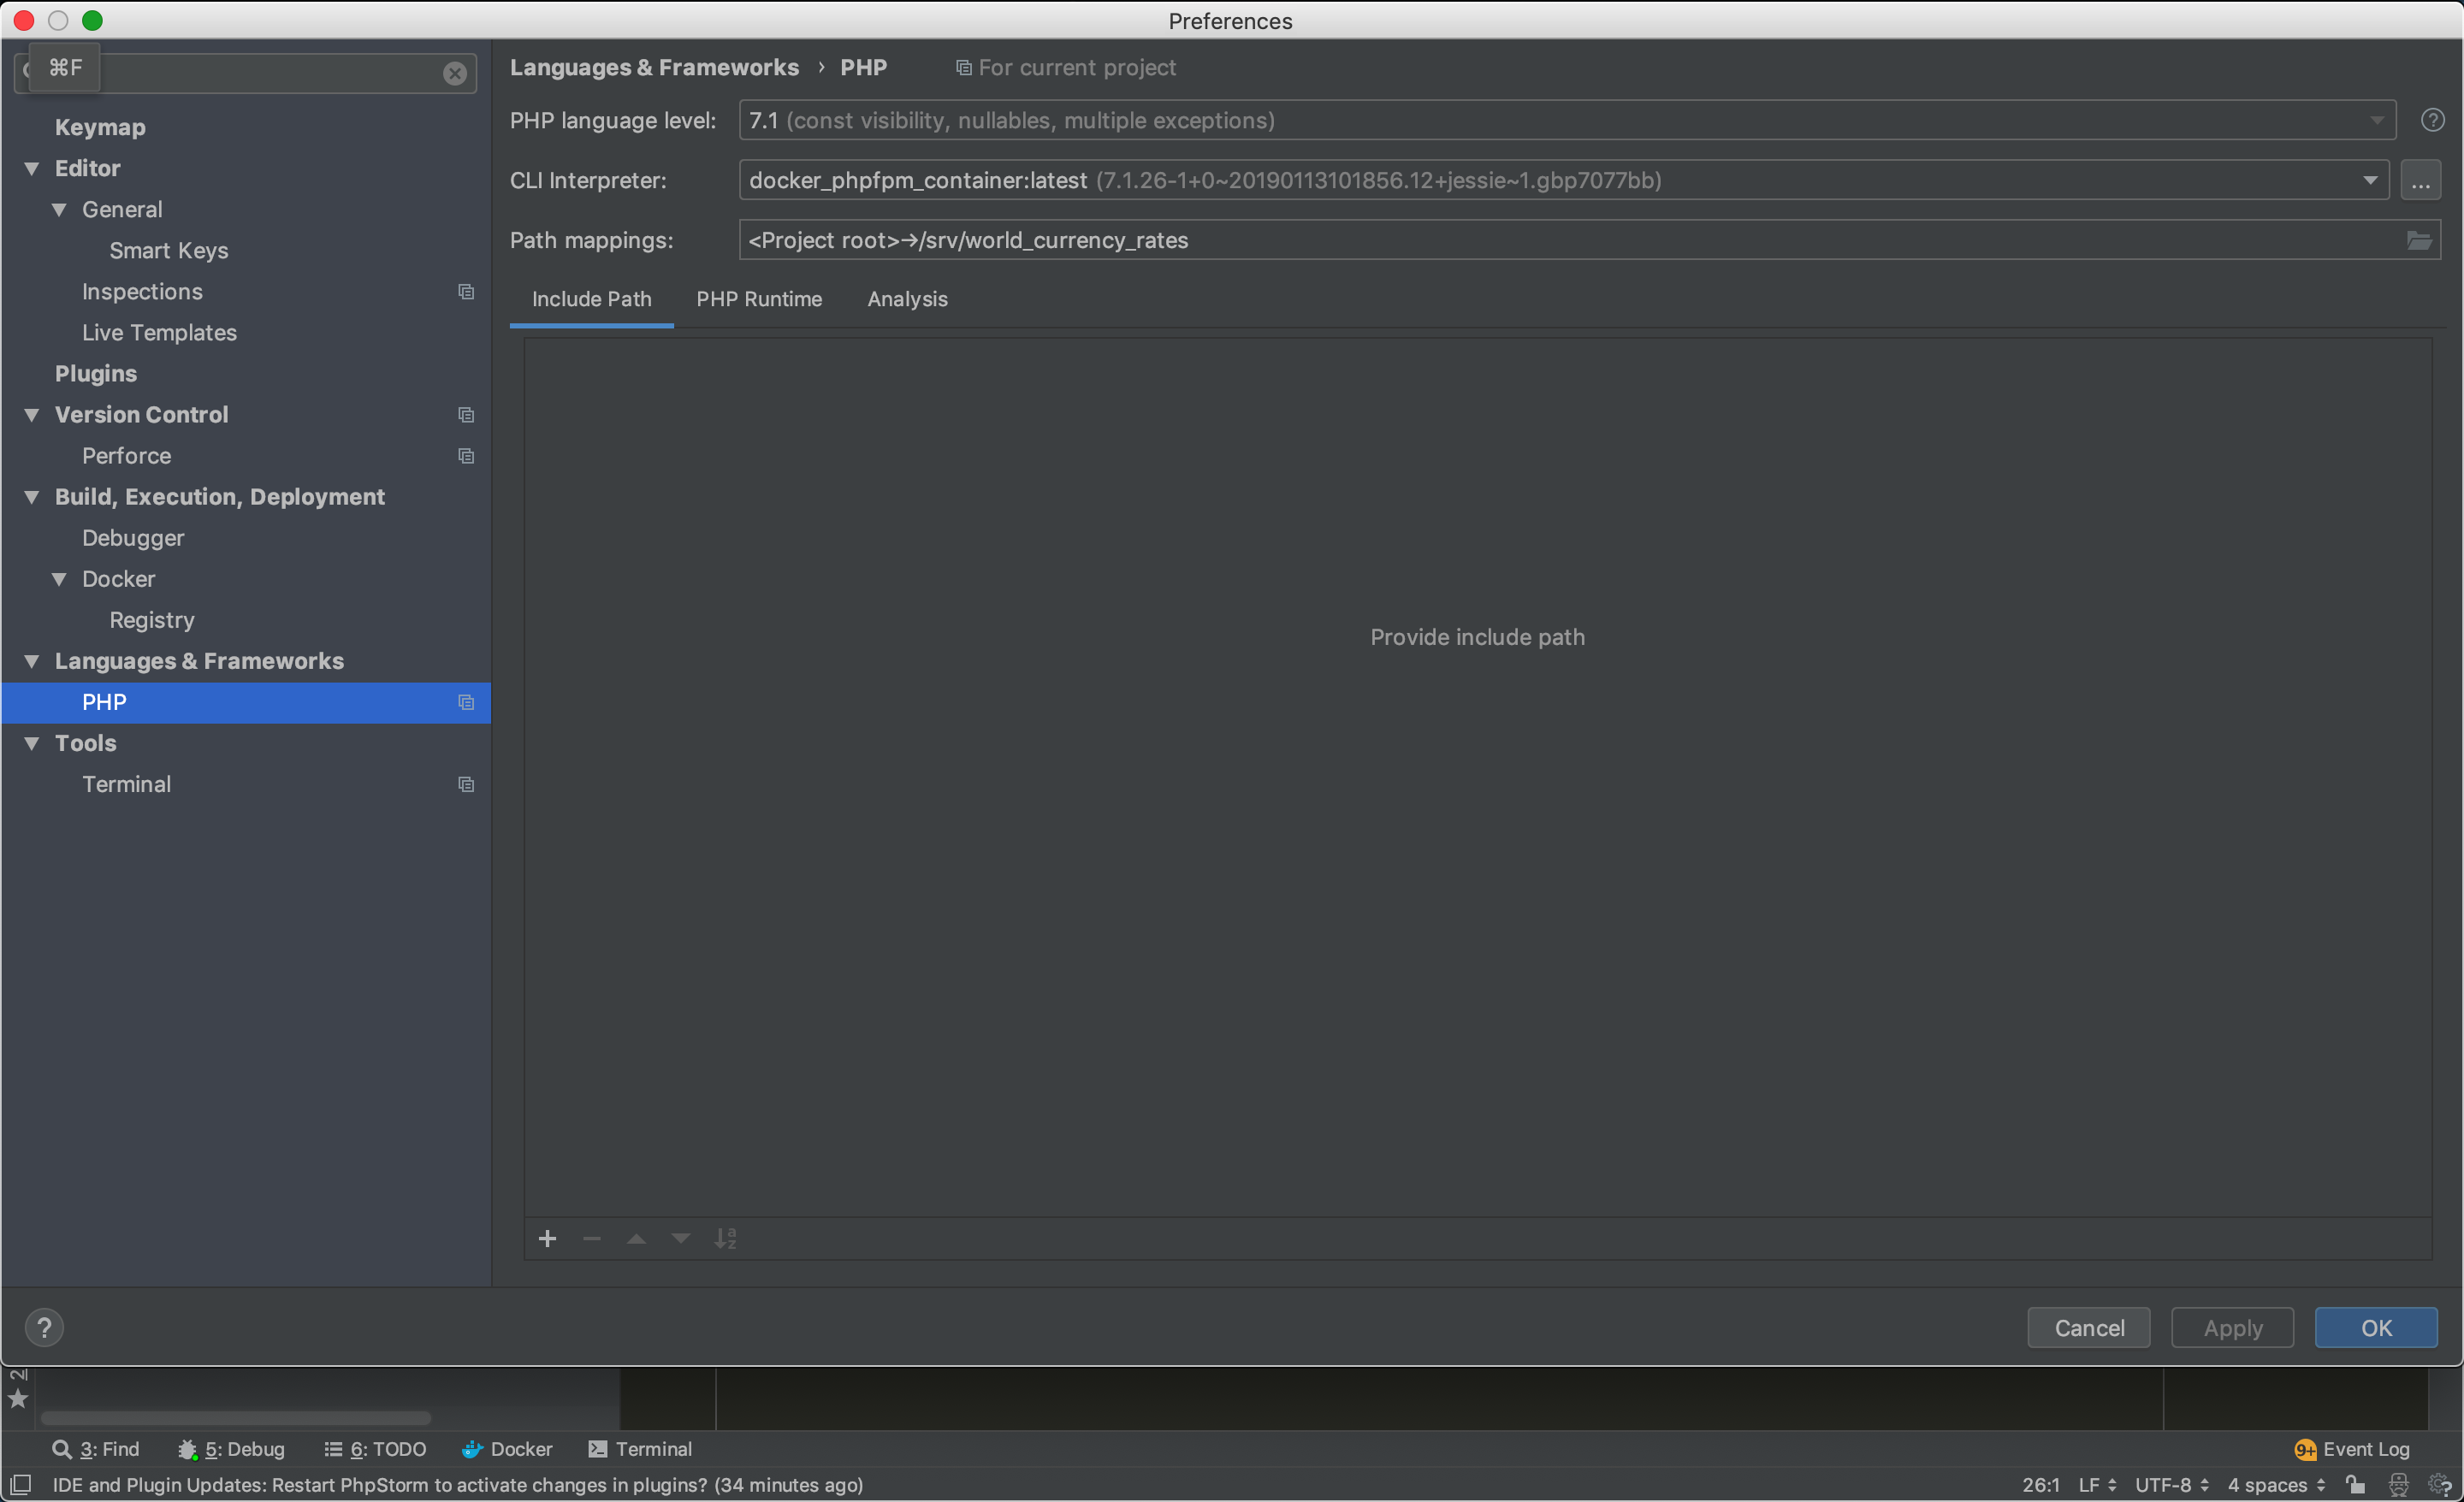 Preferences
⌘F
Keymap
Editor
General
Smart Keys
Inspections
Live Templates
Plugins
Version Control
Perforce
Build, Execution, Deployment
Debugger
Docker
Registry
Languages & Frameworks
PHP
Tools
Terminal
Languages & Frameworks › PHP For current project
PHP language level: 7.1 (const visibility, nullables, multiple exceptions)
CLI Interpreter: docker_phpfpm_container:latest (7.1.26-1+0~20190113101856.12+jessie~1.gbp7077bb) ...
Path mappings: <Project root>→/srv/world_currency_rates
Include Path PHP Runtime Analysis
Provide include path
Cancel Apply OK
2
3: Find 5: Debug 6: TODO Docker Terminal 9+ Event Log
IDE and Plugin Updates: Restart PhpStorm to activate changes in plugins? (34 minutes ago) 26:1 LF UTF-8 4 spaces